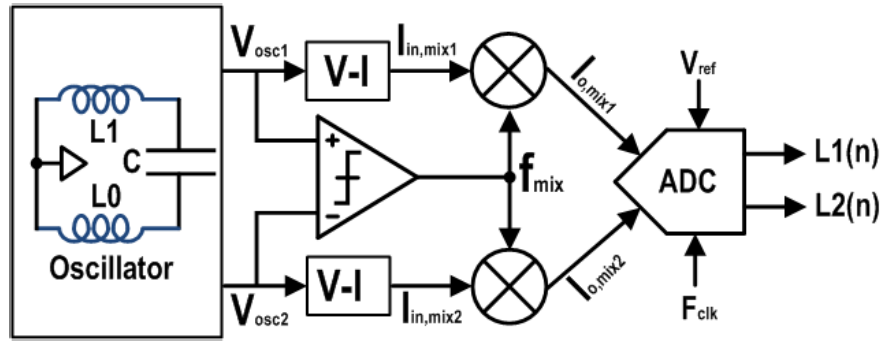 Vosc1
V-I
Iin,mix1
Io,mix1
Vref
L1
C
L0
Oscillator
+
−
fmix
ADC
L1(n)
L2(n)
Vosc2
V-I
Iin,mix2
Io,mix2
Fclk